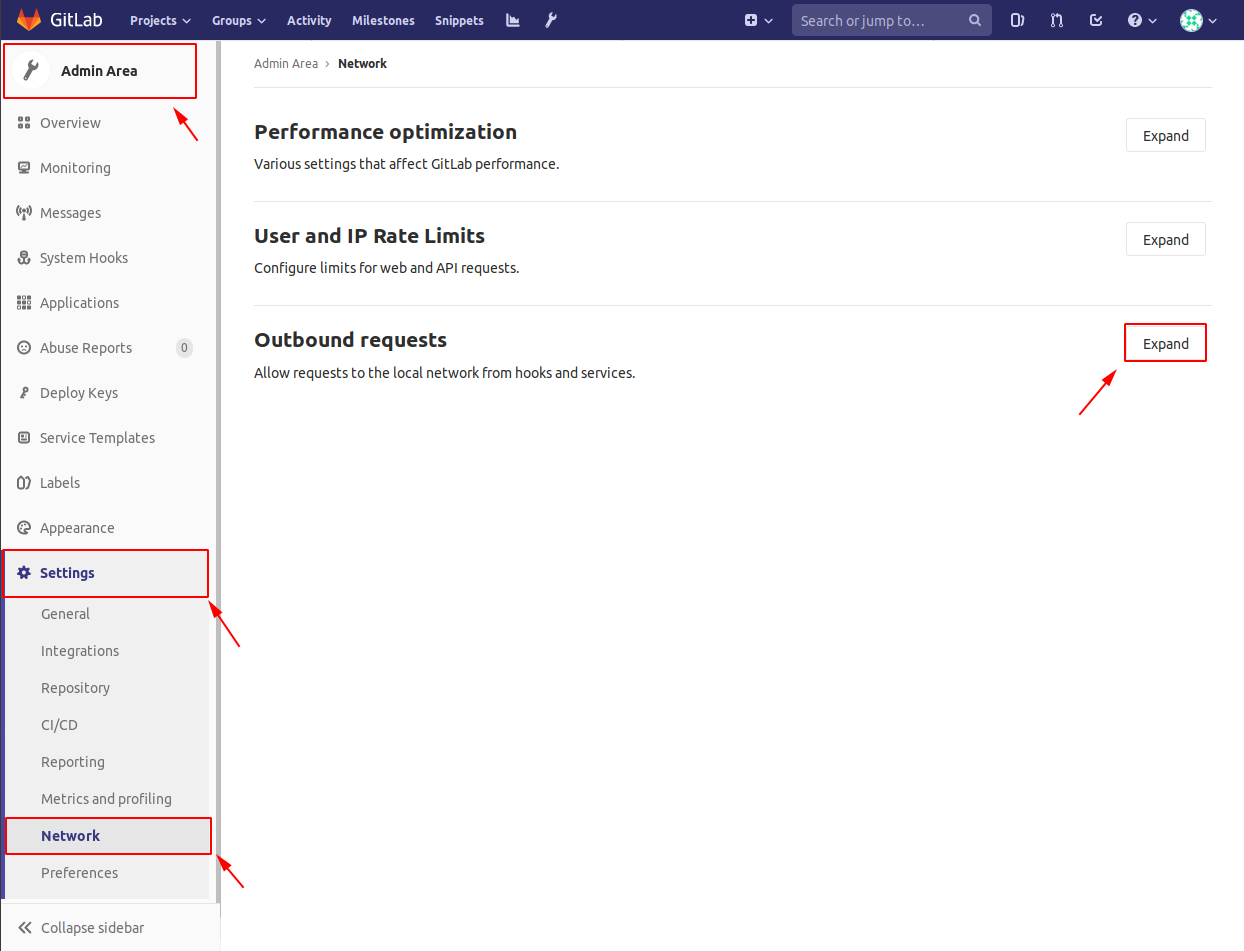 GitLab Projects Groups Activity Milestones Snippets Search or jump to…
Admin Area
Overview
Monitoring
Messages
System Hooks
Applications
Abuse Reports 0
Deploy Keys
Service Templates
Labels
Appearance
Settings
General
Integrations
Repository
CI/CD
Reporting
Metrics and profiling
Network
Preferences
Collapse sidebar
Admin Area › Network
Performance optimization
Expand
Various settings that affect GitLab performance.
User and IP Rate Limits
Expand
Configure limits for web and API requests.
Outbound requests
Expand
Allow requests to the local network from hooks and services.